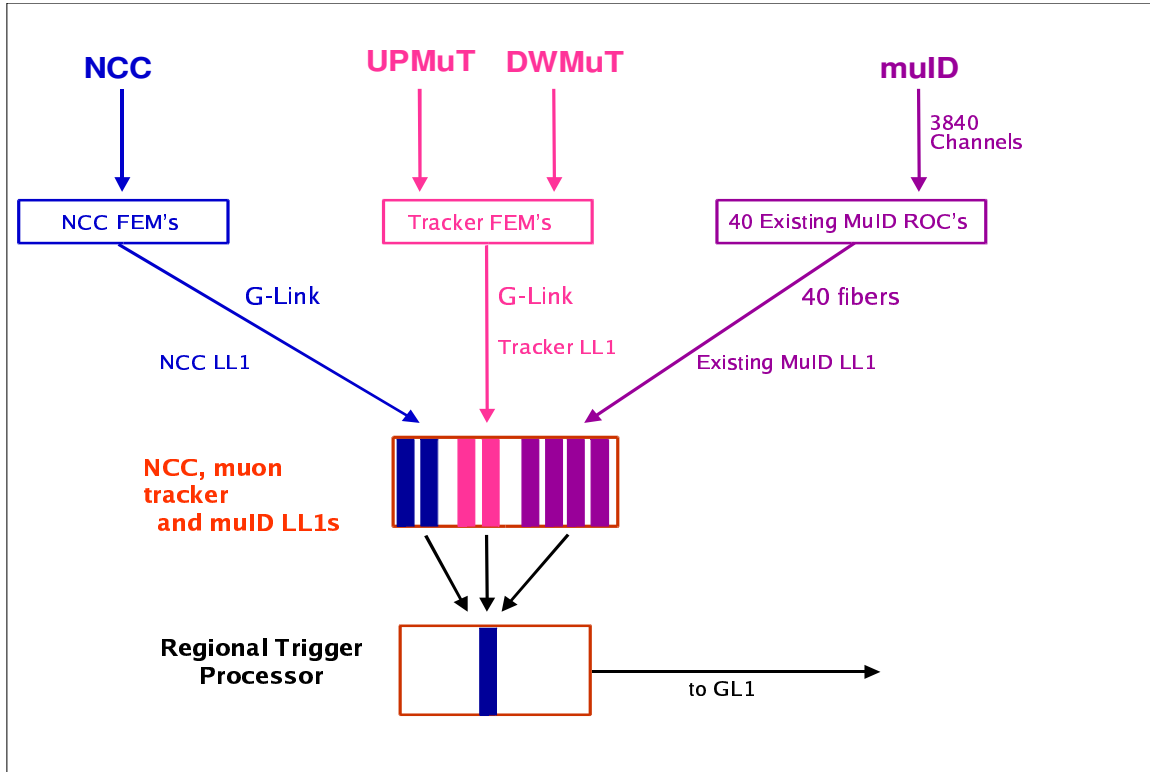 NCC
UPMuT
DWMuT
muID
3840
Channels
NCC FEM's
Tracker FEM's
40 Existing MuID ROC's
G-Link
G-Link
40 fibers
NCC LL1
Tracker LL1
Existing MuID LL1
NCC, muon
tracker
and muID LL1s
Regional Trigger
Processor
to GL1